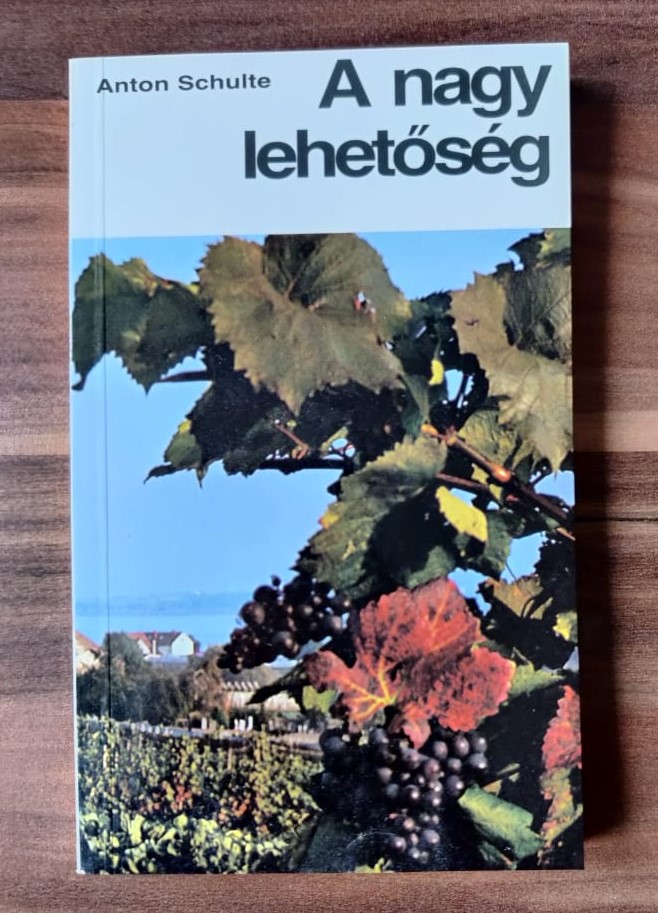 Anton Schulte
A nagy
lehetőség